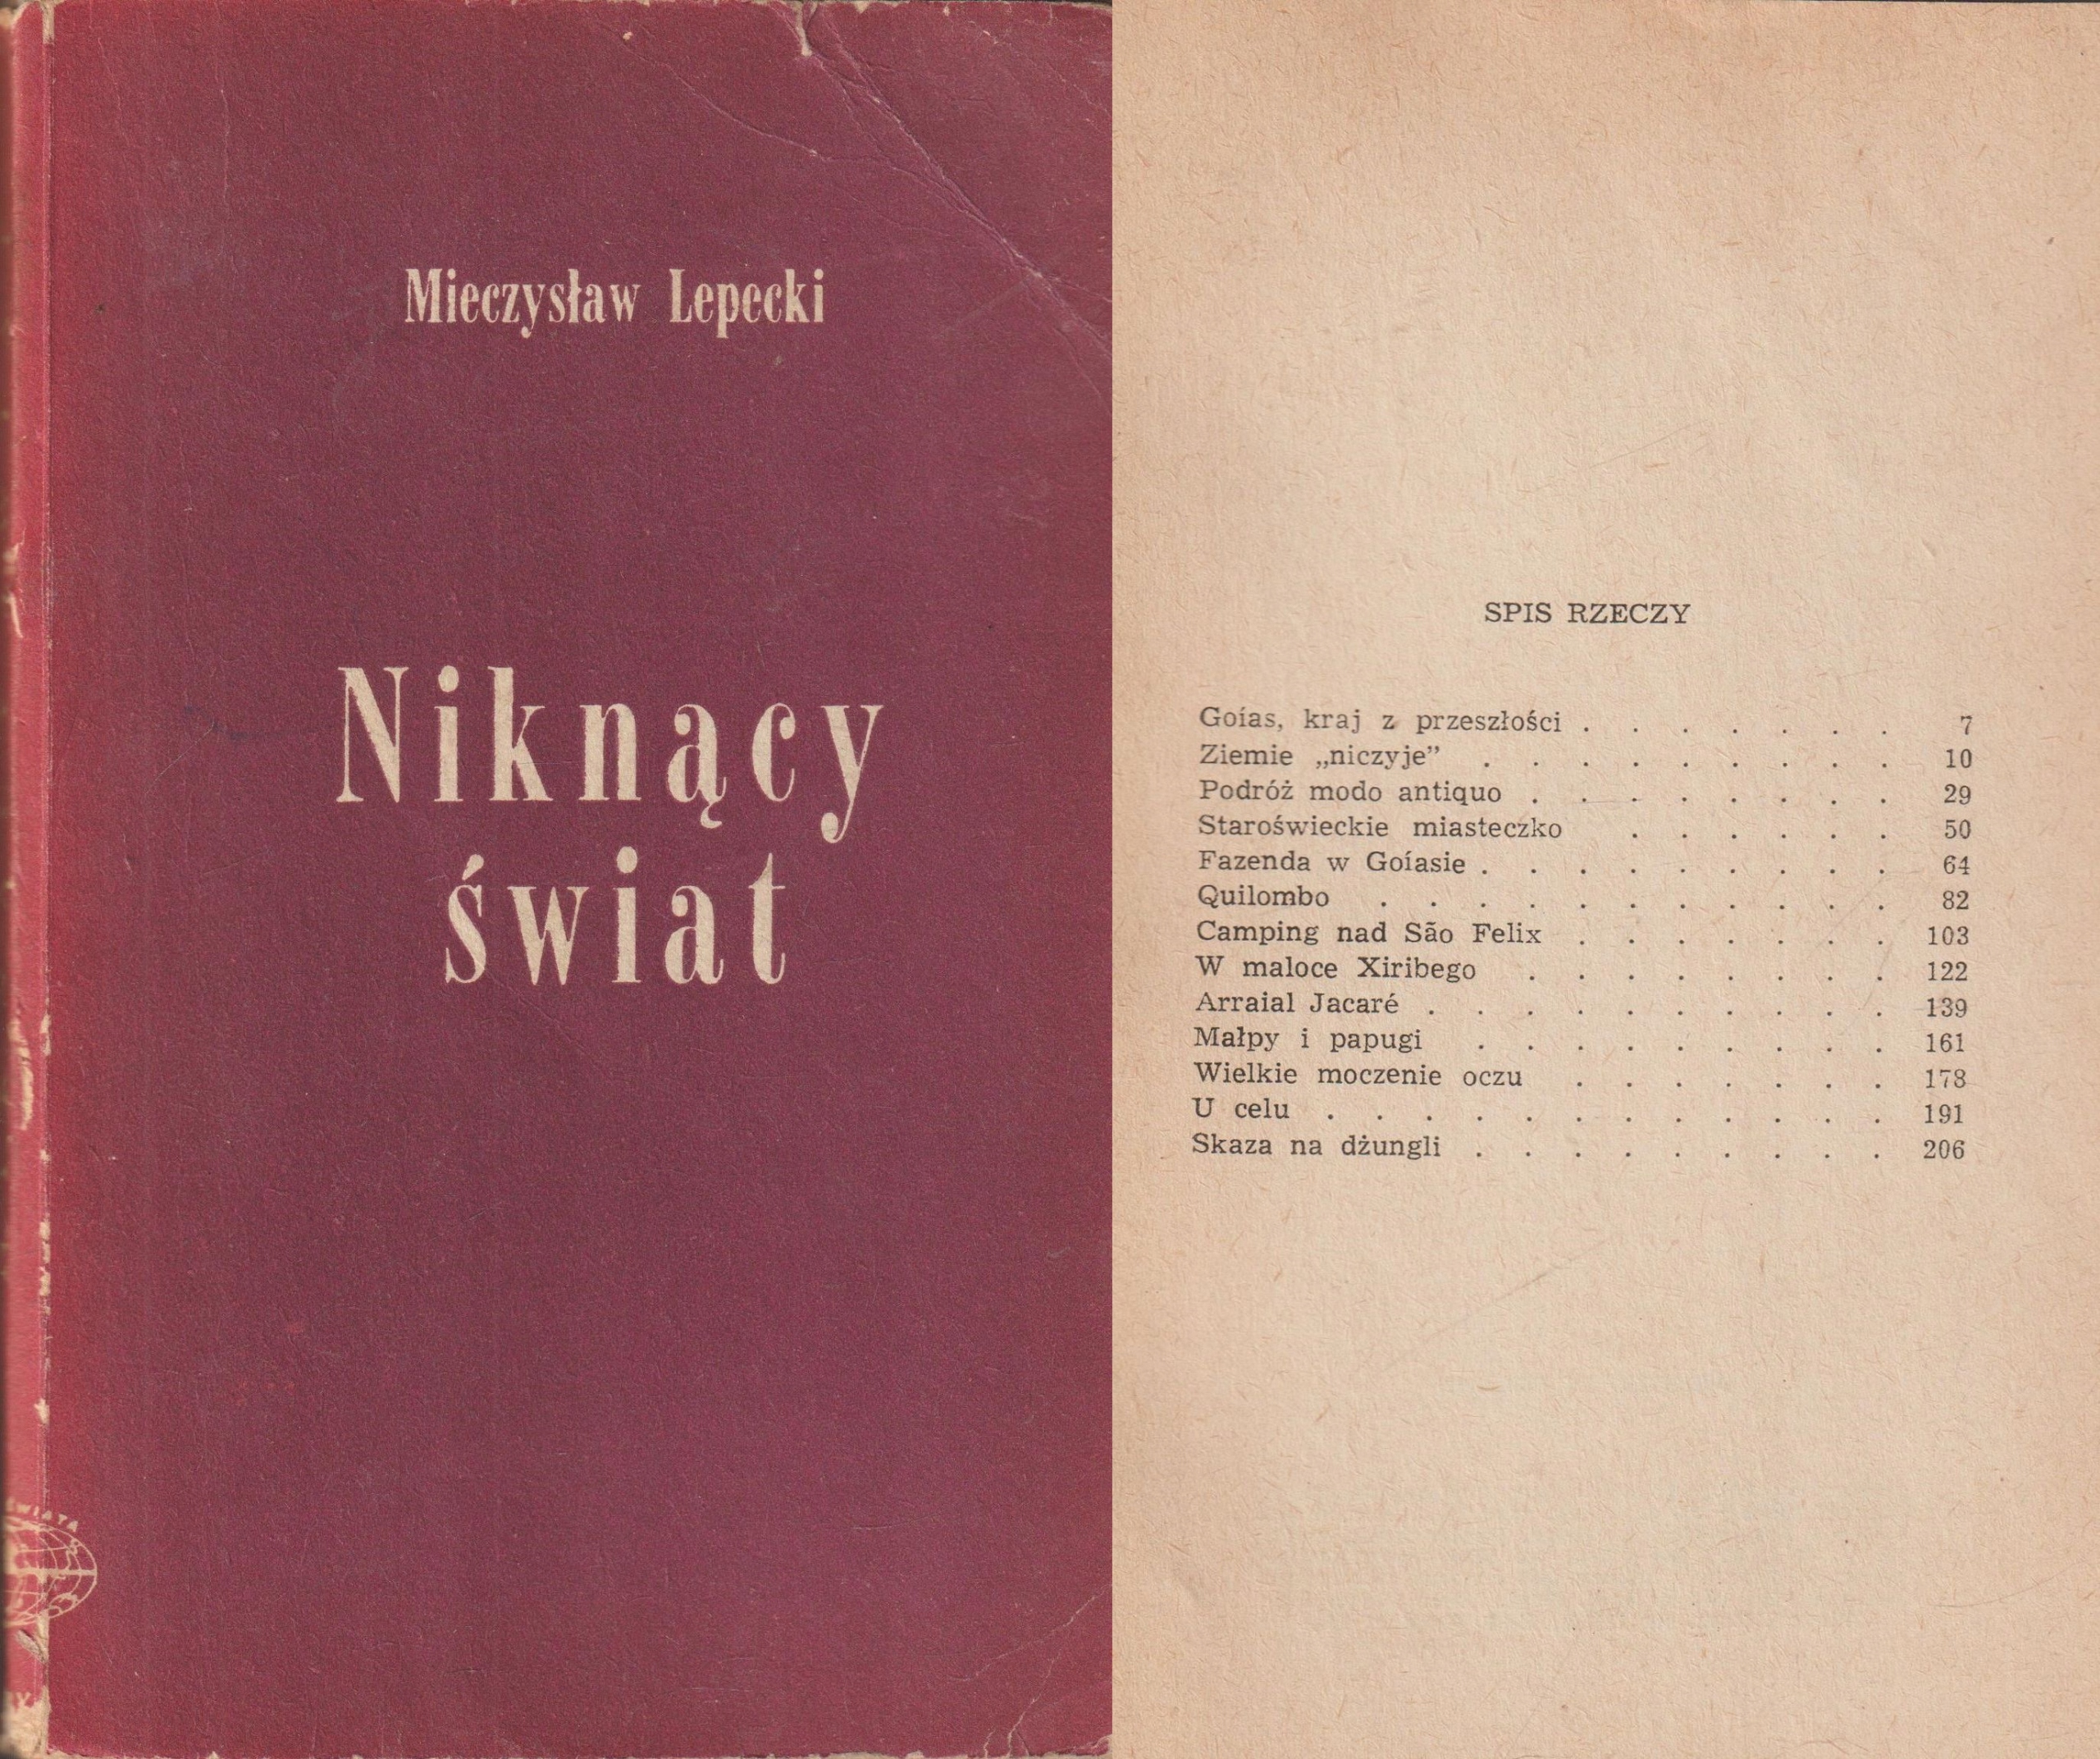 Mieczysław Lepecki
Niknący
świat
ŚWIATA
SPIS RZECZY
Goías, kraj z przeszłości . . . . . . . 7
Ziemie „niczyje” . . . . . . . . . 10
Podróż modo antiquo . . . . . . . . 29
Staroświeckie miasteczko . . . . . . 50
Fazenda w Goíasie . . . . . . . . . 64
Quilombo . . . . . . . . . . . 82
Camping nad São Felix . . . . . . . 103
W maloce Xiribego . . . . . . . . 122
Arraial Jacaré . . . . . . . . . . 139
Małpy i papugi . . . . . . . . . 161
Wielkie moczenie oczu . . . . . . . 178
U celu . . . . . . . . . . . . 191
Skaza na dżungli . . . . . . . . . 206